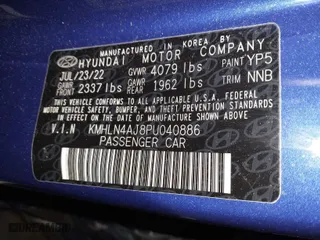 MANUFACTURED IN KOREA BY
HYUNDAI MOTOR COMPANY
JUL/23/22 GVWR 4079 lbs PAINT YP5
GAWR FRONT 2337 lbs GAWR REAR 1962 lbs TRIM NNB
THIS VEHICLE CONFORMS TO ALL APPLICABLE
U.S. FEDERAL MOTOR VEHICLE SAFETY, BUMPER,
AND THEFT PREVENTION STANDARDS IN EFFECT ON
THE DATE OF MANUFACTURE SHOWN ABOVE.
V.I.N KMHLN4AJ8PU040886
PASSENGER CAR